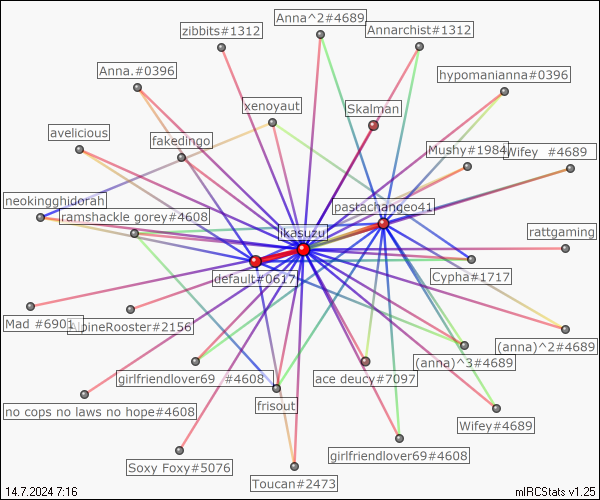 Anna^2#4689
zibbits#1312
Annarchist#1312
Anna.#0396
hypomanianna#0396
xenoyaut
Skalman
avelicious
fakedingo
Mushy#1984
Wifey #4689
neokingghidorah
ramshackle gorey#4608
pastachangeo41
ikasuzu
rattgaming
default#0617
Cypha#1717
Mad #6901
AlpineRooster#2156
(anna)^2#4689
(anna)^3#4689
girlfriendlover69 #4608
ace deucy#7097
no cops no laws no hope#4608
frisout
Wifey#4689
girlfriendlover69#4608
Soxy Foxy#5076
Toucan#2473
14.7.2024 7:16
mIRCStats v1.25